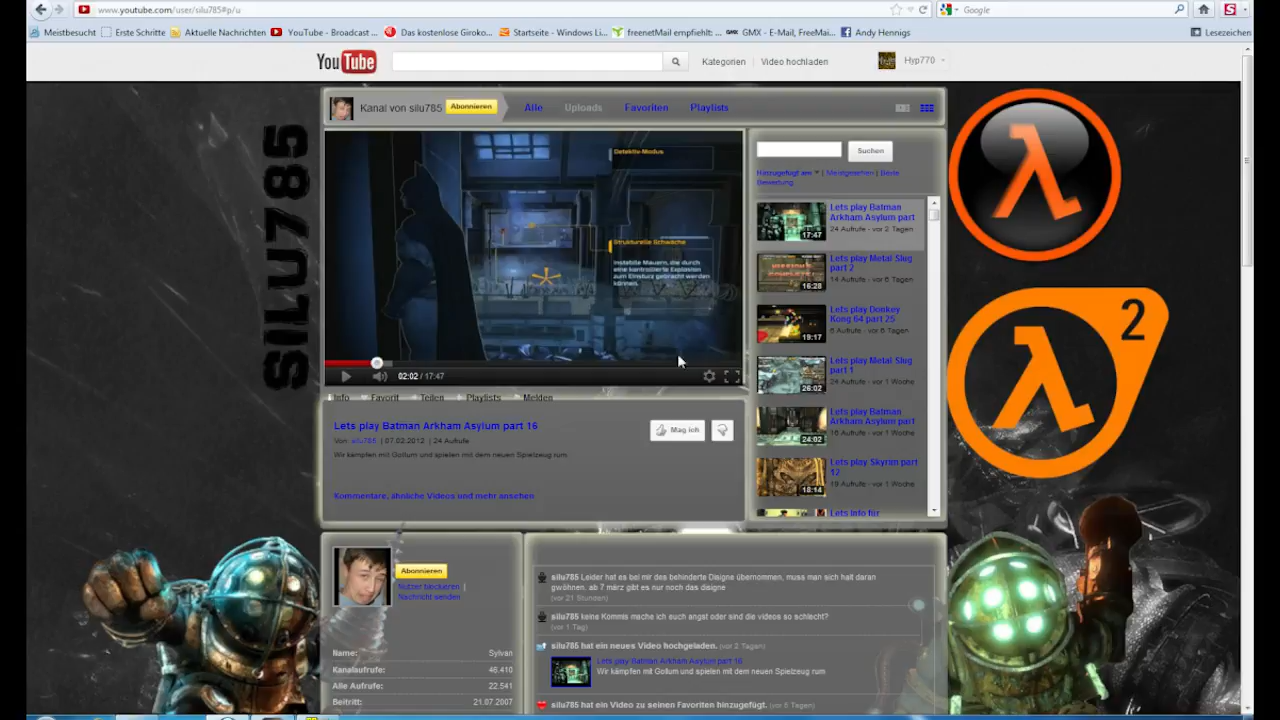 www.youtube.com/user/silu785#p/u
Google
Meistbesucht
Erste Schritte
Aktuelle Nachrichten
YouTube - Broadcast ...
Das kostenlose Giroko...
Startseite - Windows Li...
freenetMail empfiehlt: ...
GMX - E-Mail, FreeMai...
Andy Hennigs
Lesezeichen
YouTube
Kategorien
Video hochladen
Hyp770
Kanal von silu785
Abonnieren
Alle
Uploads
Favoriten
Playlists
SILU785
Detektiv-Modus
Strukturelle Schwäche
Instabile Mauern, die durch
eine kontrollierte Explosion
zum Einsturz gebracht werden
können.
02:02 / 17:47
Info
Favorit
Teilen
Playlists
Melden
Lets play Batman Arkham Asylum part 16
Von: silu785 | 07.02.2012 | 24 Aufrufe
Wir kämpfen mit Gollum und spielen mit dem neuen Spielzeug rum.
Mag ich
Kommentare, ähnliche Videos und mehr ansehen
Suchen
Hinzugefügt am
| Meistgesehen | Beste
Bewertung
17:47
Lets play Batman
Arkham Asylum part
24 Aufrufe - vor 2 Tagen
16:28
Lets play Metal Slug
part 2
14 Aufrufe - vor 6 Tagen
19:17
Lets play Donkey
Kong 64 part 25
6 Aufrufe - vor 6 Tagen
26:02
Lets play Metal Slug
part 1
24 Aufrufe - vor 1 Woche
24:02
Lets play Batman
Arkham Asylum part
16 Aufrufe - vor 1 Woche
18:14
Lets play Skyrim part
12
19 Aufrufe - vor 1 Woche
Lets info für
2
Abonnieren
Nutzer blockieren |
Nachricht senden
Name: Sylvan
Kanalaufrufe: 46.410
Alle Aufrufe: 22.541
Beitritt: 21.07.2007
silu785 Leider hat es bei mir des behinderte Disigne übernommen, muss man sich halt daran
gwöhnen. ab 7 märz gibt es nur noch das disigne
(vor 21 Stunden)
silu785 keine Kommis mache ich euch angst oder sind die videos so schlecht?
(vor 1 Tag)
silu785 hat ein neues Video hochgeladen. (vor 2 Tagen)
Lets play Batman Arkham Asylum part 16
Wir kämpfen mit Gollum und spielen mit dem neuen Spielzeug rum
silu785 hat ein Video zu seinen Favoriten hinzugefügt. (vor 6 Tagen)